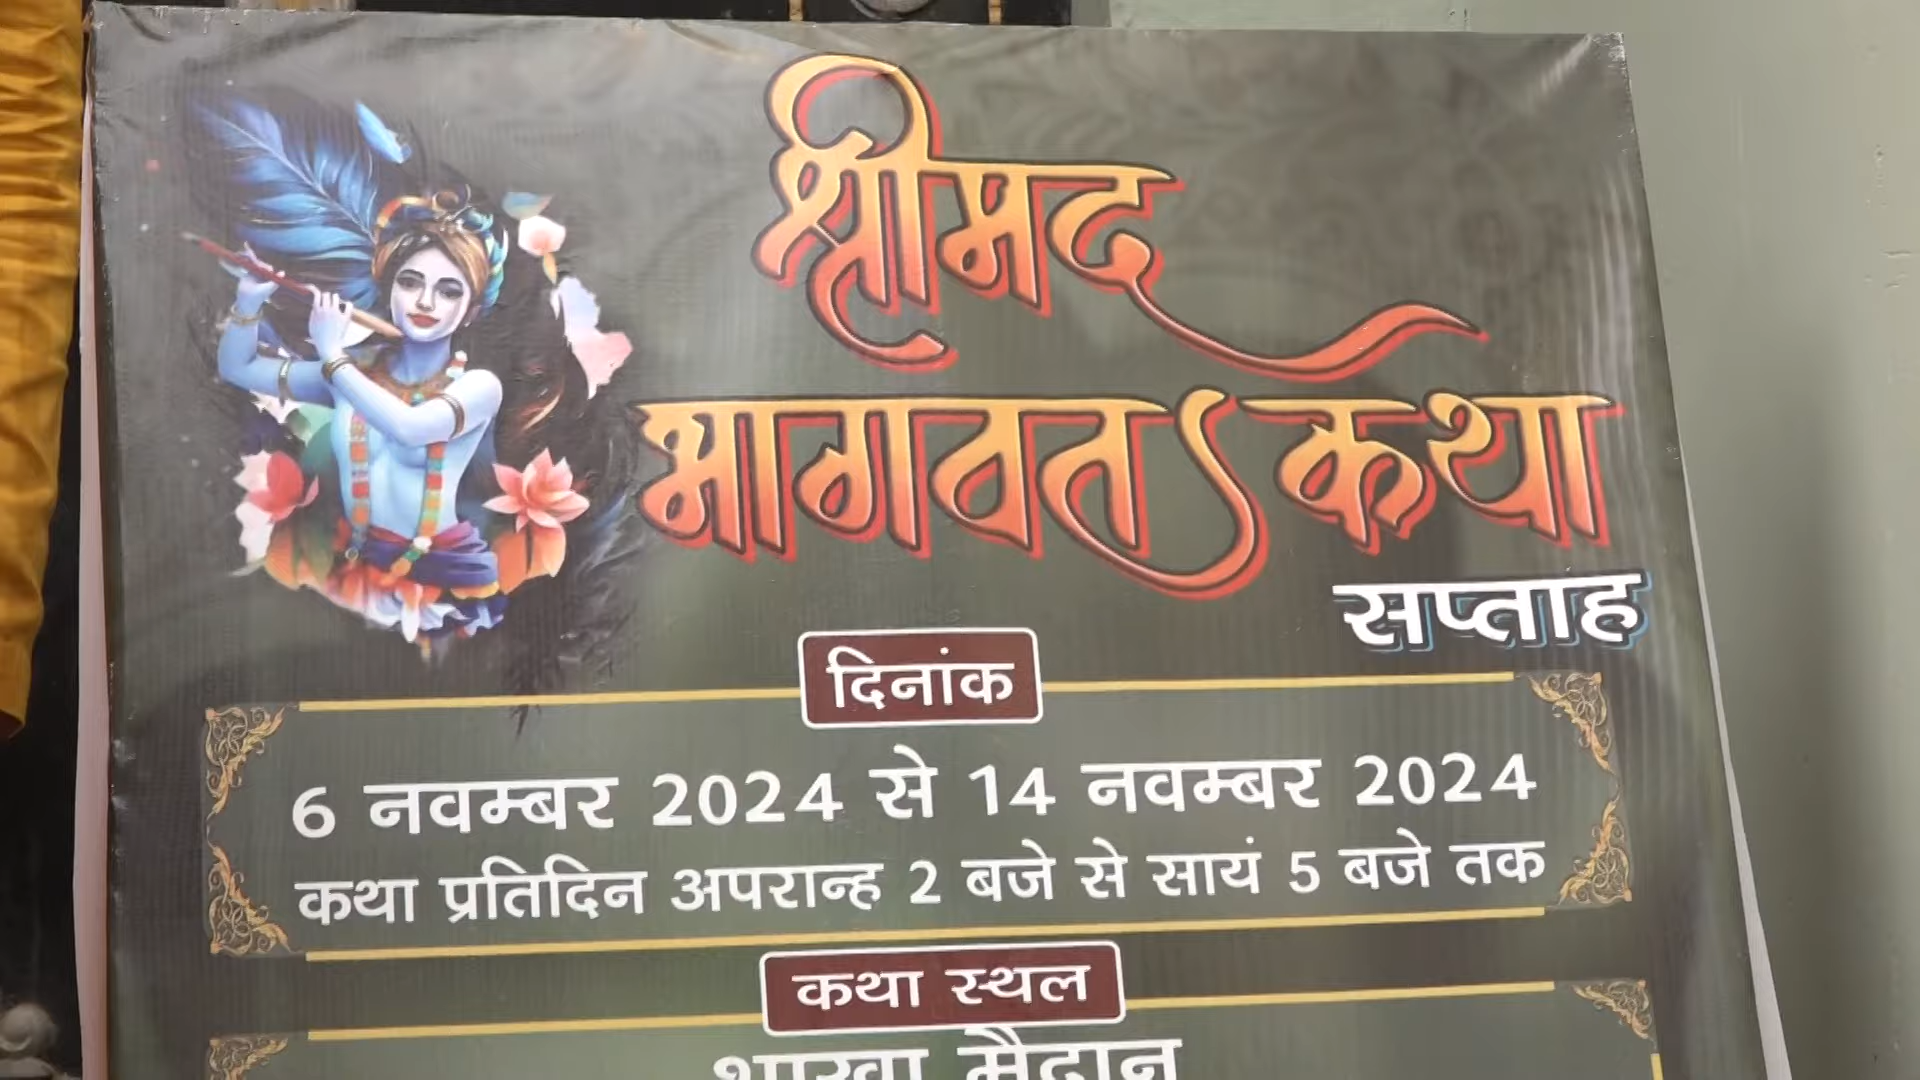 श्रीमद
भागवत कथा
सप्ताह
दिनांक
6 नवम्बर 2024 से 14 नवम्बर 2024
कथा प्रतिदिन अपरान्ह 2 बजे से सायं 5 बजे तक
कथा स्थल
शाखा मैदान